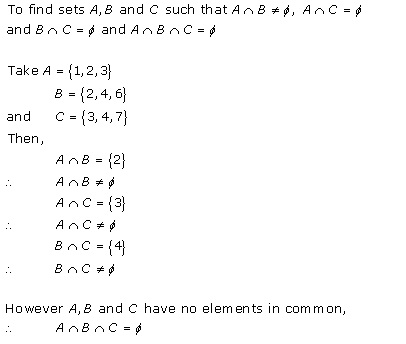 To find sets A, B and C such that A ∩ B ≠ ϕ, A ∩ C = ϕ
and B ∩ C = ϕ and A ∩ B ∩ C = ϕ
Take A = {1, 2, 3}
B = {2, 4, 6}
and C = {3, 4, 7}
Then,
A ∩ B = {2}
∴ A ∩ B ≠ ϕ
A ∩ C = {3}
∴ A ∩ C ≠ ϕ
B ∩ C = {4}
∴ B ∩ C ≠ ϕ
However A, B and C have no elements in common,
∴ A ∩ B ∩ C = ϕ